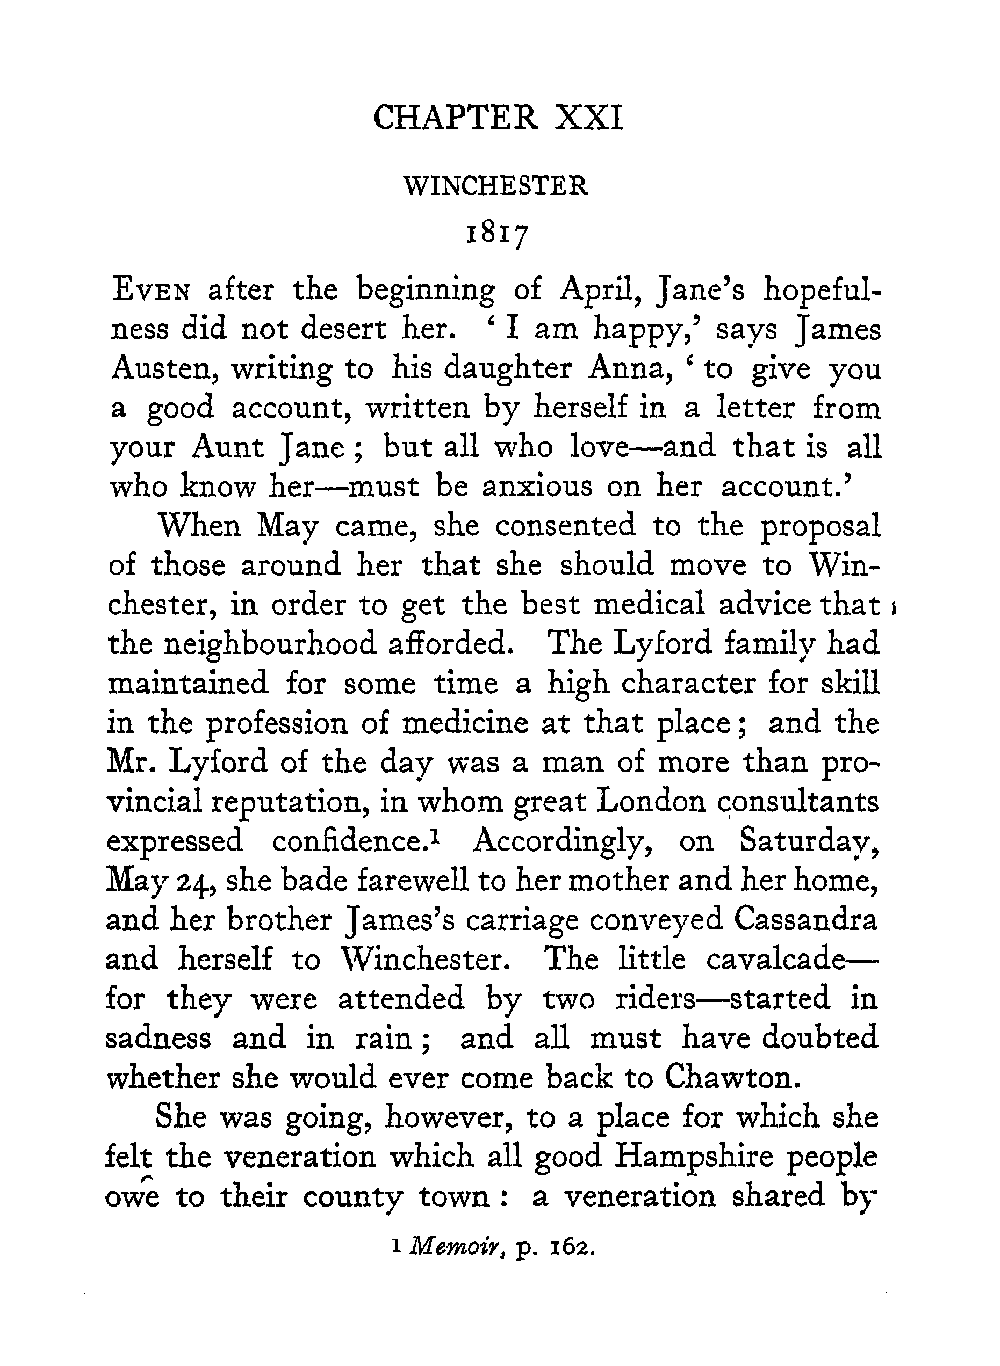 CHAPTER XXI
WINCHESTER
1817
EVEN after the beginning of April, Jane's hopeful-
ness did not desert her. ‘ I am happy,’ says James
Austen, writing to his daughter Anna, ‘ to give you
a good account, written by herself in a letter from
your Aunt Jane ; but all who love—and that is all
who know her—must be anxious on her account.’
When May came, she consented to the proposal
of those around her that she should move to Win-
chester, in order to get the best medical advice that
the neighbourhood afforded. The Lyford family had
maintained for some time a high character for skill
in the profession of medicine at that place ; and the
Mr. Lyford of the day was a man of more than pro-
vincial reputation, in whom great London consultants
expressed confidence.¹ Accordingly, on Saturday,
May 24, she bade farewell to her mother and her home,
and her brother James's carriage conveyed Cassandra
and herself to Winchester. The little cavalcade—
for they were attended by two riders—started in
sadness and in rain ; and all must have doubted
whether she would ever come back to Chawton.
She was going, however, to a place for which she
felt the veneration which all good Hampshire people
owe to their county town : a veneration shared by
1 Memoir, p. 162.